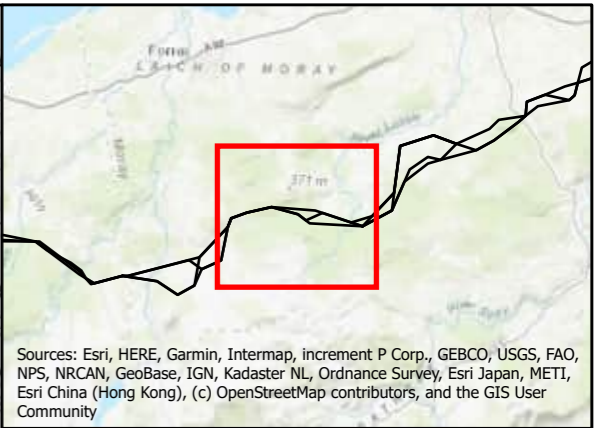 LAICH OF MORAY
371 m
Sources: Esri, HERE, Garmin, Intermap, increment P Corp., GEBCO, USGS, FAO,
NPS, NRCAN, GeoBase, IGN, Kadaster NL, Ordnance Survey, Esri Japan, METI,
Esri China (Hong Kong), (c) OpenStreetMap contributors, and the GIS User
Community